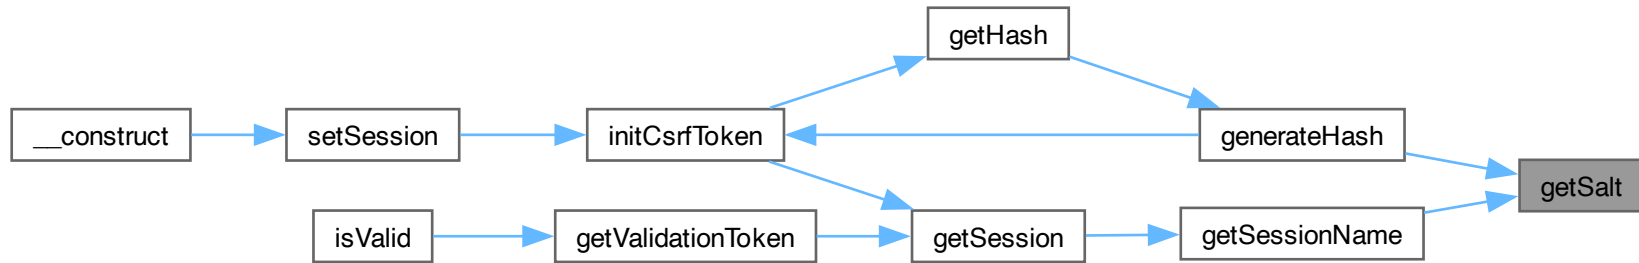 getHash
__construct
setSession
initCsrfToken
generateHash
getSalt
isValid
getValidationToken
getSession
getSessionName